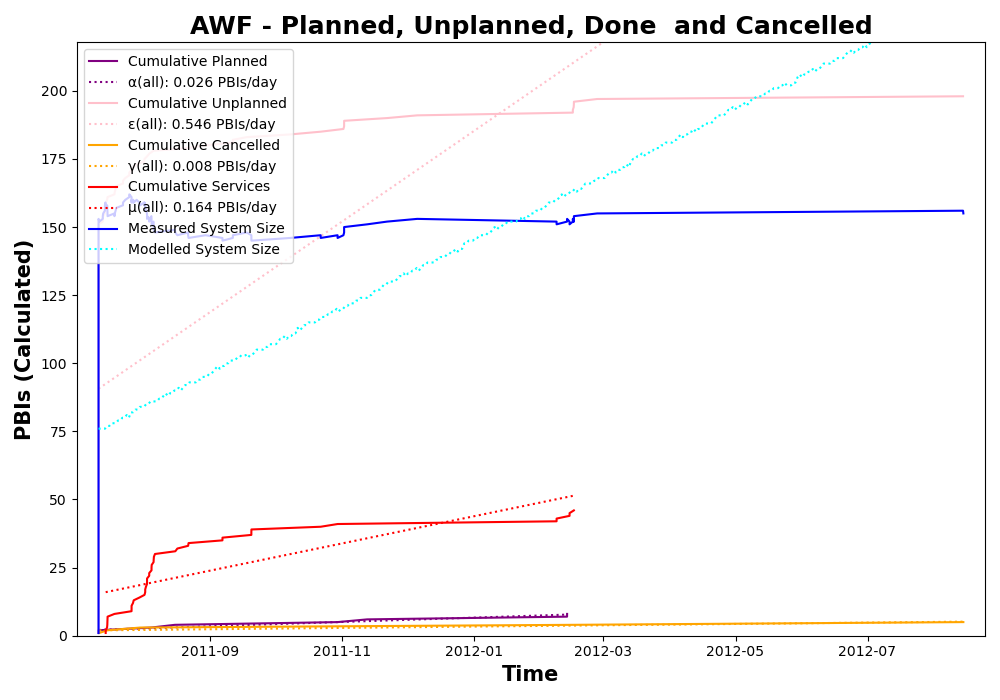 AWF - Planned, Unplanned, Done  and Cancelled
Cumulative Planned
α(all): 0.026 PBIs/day
Cumulative Unplanned
ε(all): 0.546 PBIs/day
Cumulative Cancelled
γ(all): 0.008 PBIs/day
Cumulative Services
μ(all): 0.164 PBIs/day
Measured System Size
Modelled System Size
PBIs (Calculated)
200
175
150
125
100
75
50
25
0
2011-09
2011-11
2012-01
2012-03
2012-05
2012-07
Time